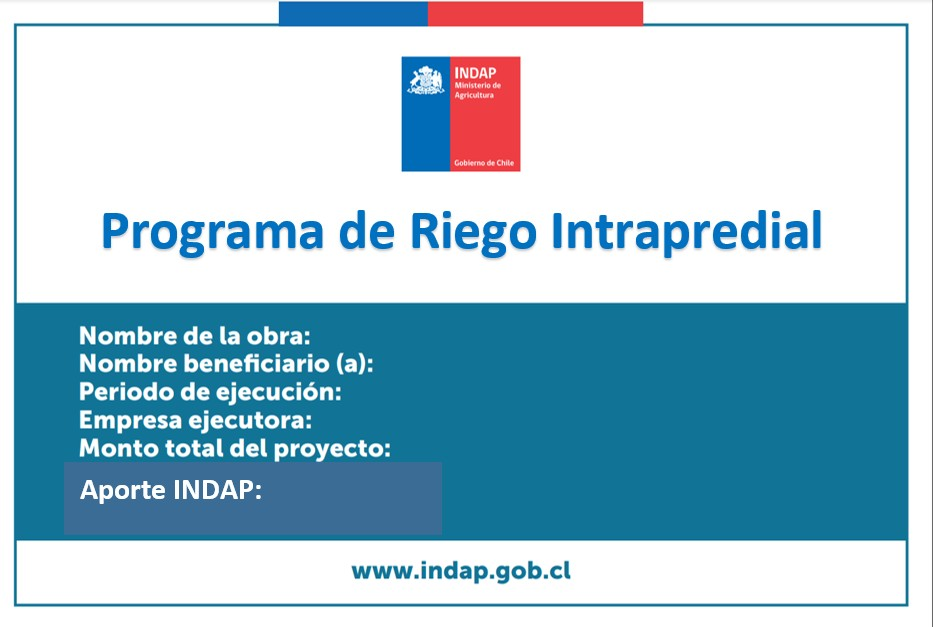 INDAP
Ministerio de
Agricultura
Gobierno de Chile
Programa de Riego Intrapredial
Nombre de la obra:
Nombre beneficiario (a):
Periodo de ejecución:
Empresa ejecutora:
Monto total del proyecto:
Aporte INDAP:
www.indap.gob.cl